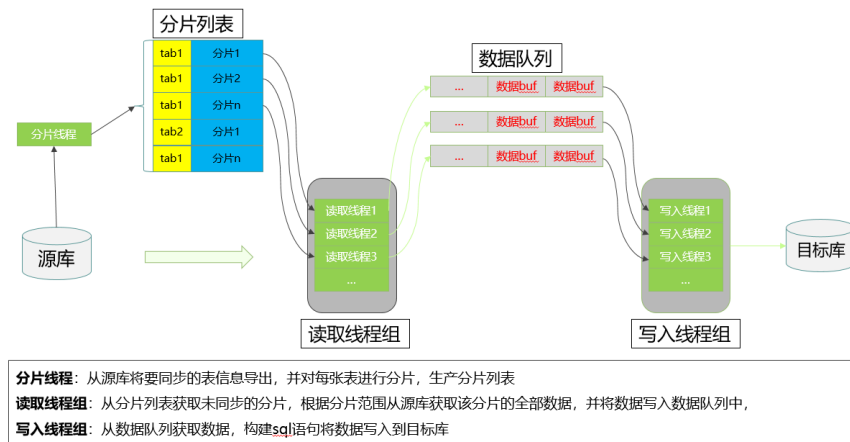 分片列表
tab1 分片1
tab1 分片2
tab1 分片n
tab2 分片1
tab1 分片n
分片线程
源库
数据队列
... 数据buf 数据buf
... 数据buf 数据buf
... 数据buf 数据buf
读取线程1
读取线程2
读取线程3
...
读取线程组
写入线程1
写入线程2
写入线程3
...
写入线程组
目标库
分片线程：从源库将要同步的表信息导出，并对每张表进行分片，生产分片列表
读取线程组：从分片列表获取未同步的分片，根据分片范围从源库获取该分片的全部数据，并将数据写入数据队列中，
写入线程组：从数据队列获取数据，构建sql语句将数据写入到目标库